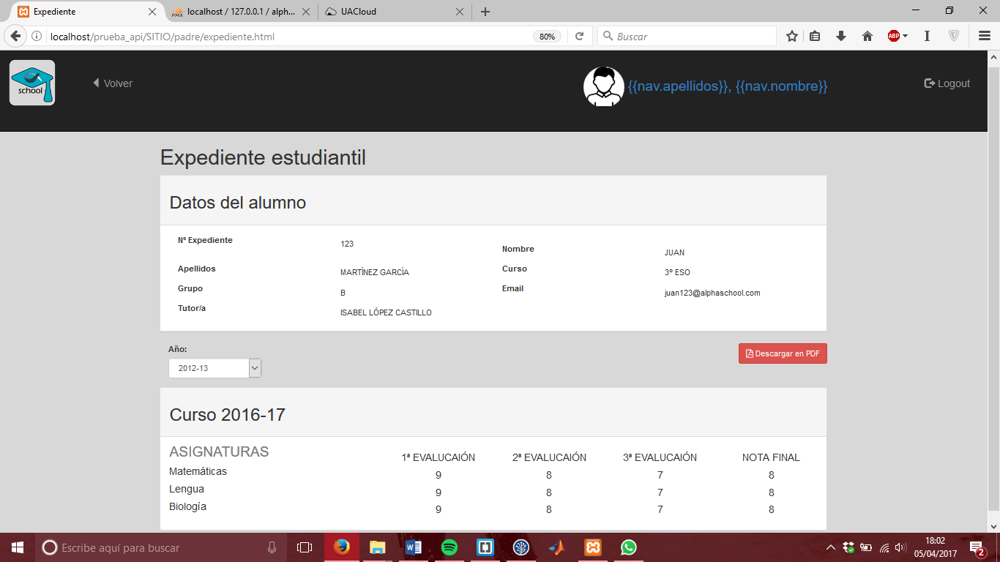 Expediente
localhost / 127.0.0.1 / alph...
UACloud
localhost/prueba_api/SITIO/padre/expediente.html
80%
Buscar
ABP
school
Volver
{{nav.apellidos}}, {{nav.nombre}}
Logout
Expediente estudiantil
Datos del alumno
Nº Expediente 123 Nombre JUAN
Apellidos MARTÍNEZ GARCÍA Curso 3º ESO
Grupo B Email juan123@alphaschool.com
Tutor/a ISABEL LÓPEZ CASTILLO
Año:
2012-13
Descargar en PDF
Curso 2016-17
ASIGNATURAS 1ª EVALUCAIÓN 2ª EVALUCAIÓN 3ª EVALUCAIÓN NOTA FINAL
Matemáticas 9 8 7 8
Lengua 9 8 7 8
Biología 9 8 7 8
Escribe aquí para buscar
18:02
05/04/2017
2